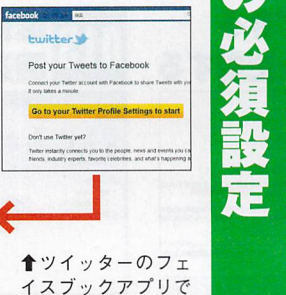 facebook
twitter
Post your Tweets to Facebook
Connect your Twitter account with Facebook to share Tweets with
It only takes a minute.
Go to your Twitter Profile Settings to start
Don't use Twitter yet?
Twitter instantly connects you to the people, news and events you
friends, industry experts, favorite celebrities, and what's happening
の必須設定
⬆ツイッターのフェ
イスブックアプリで